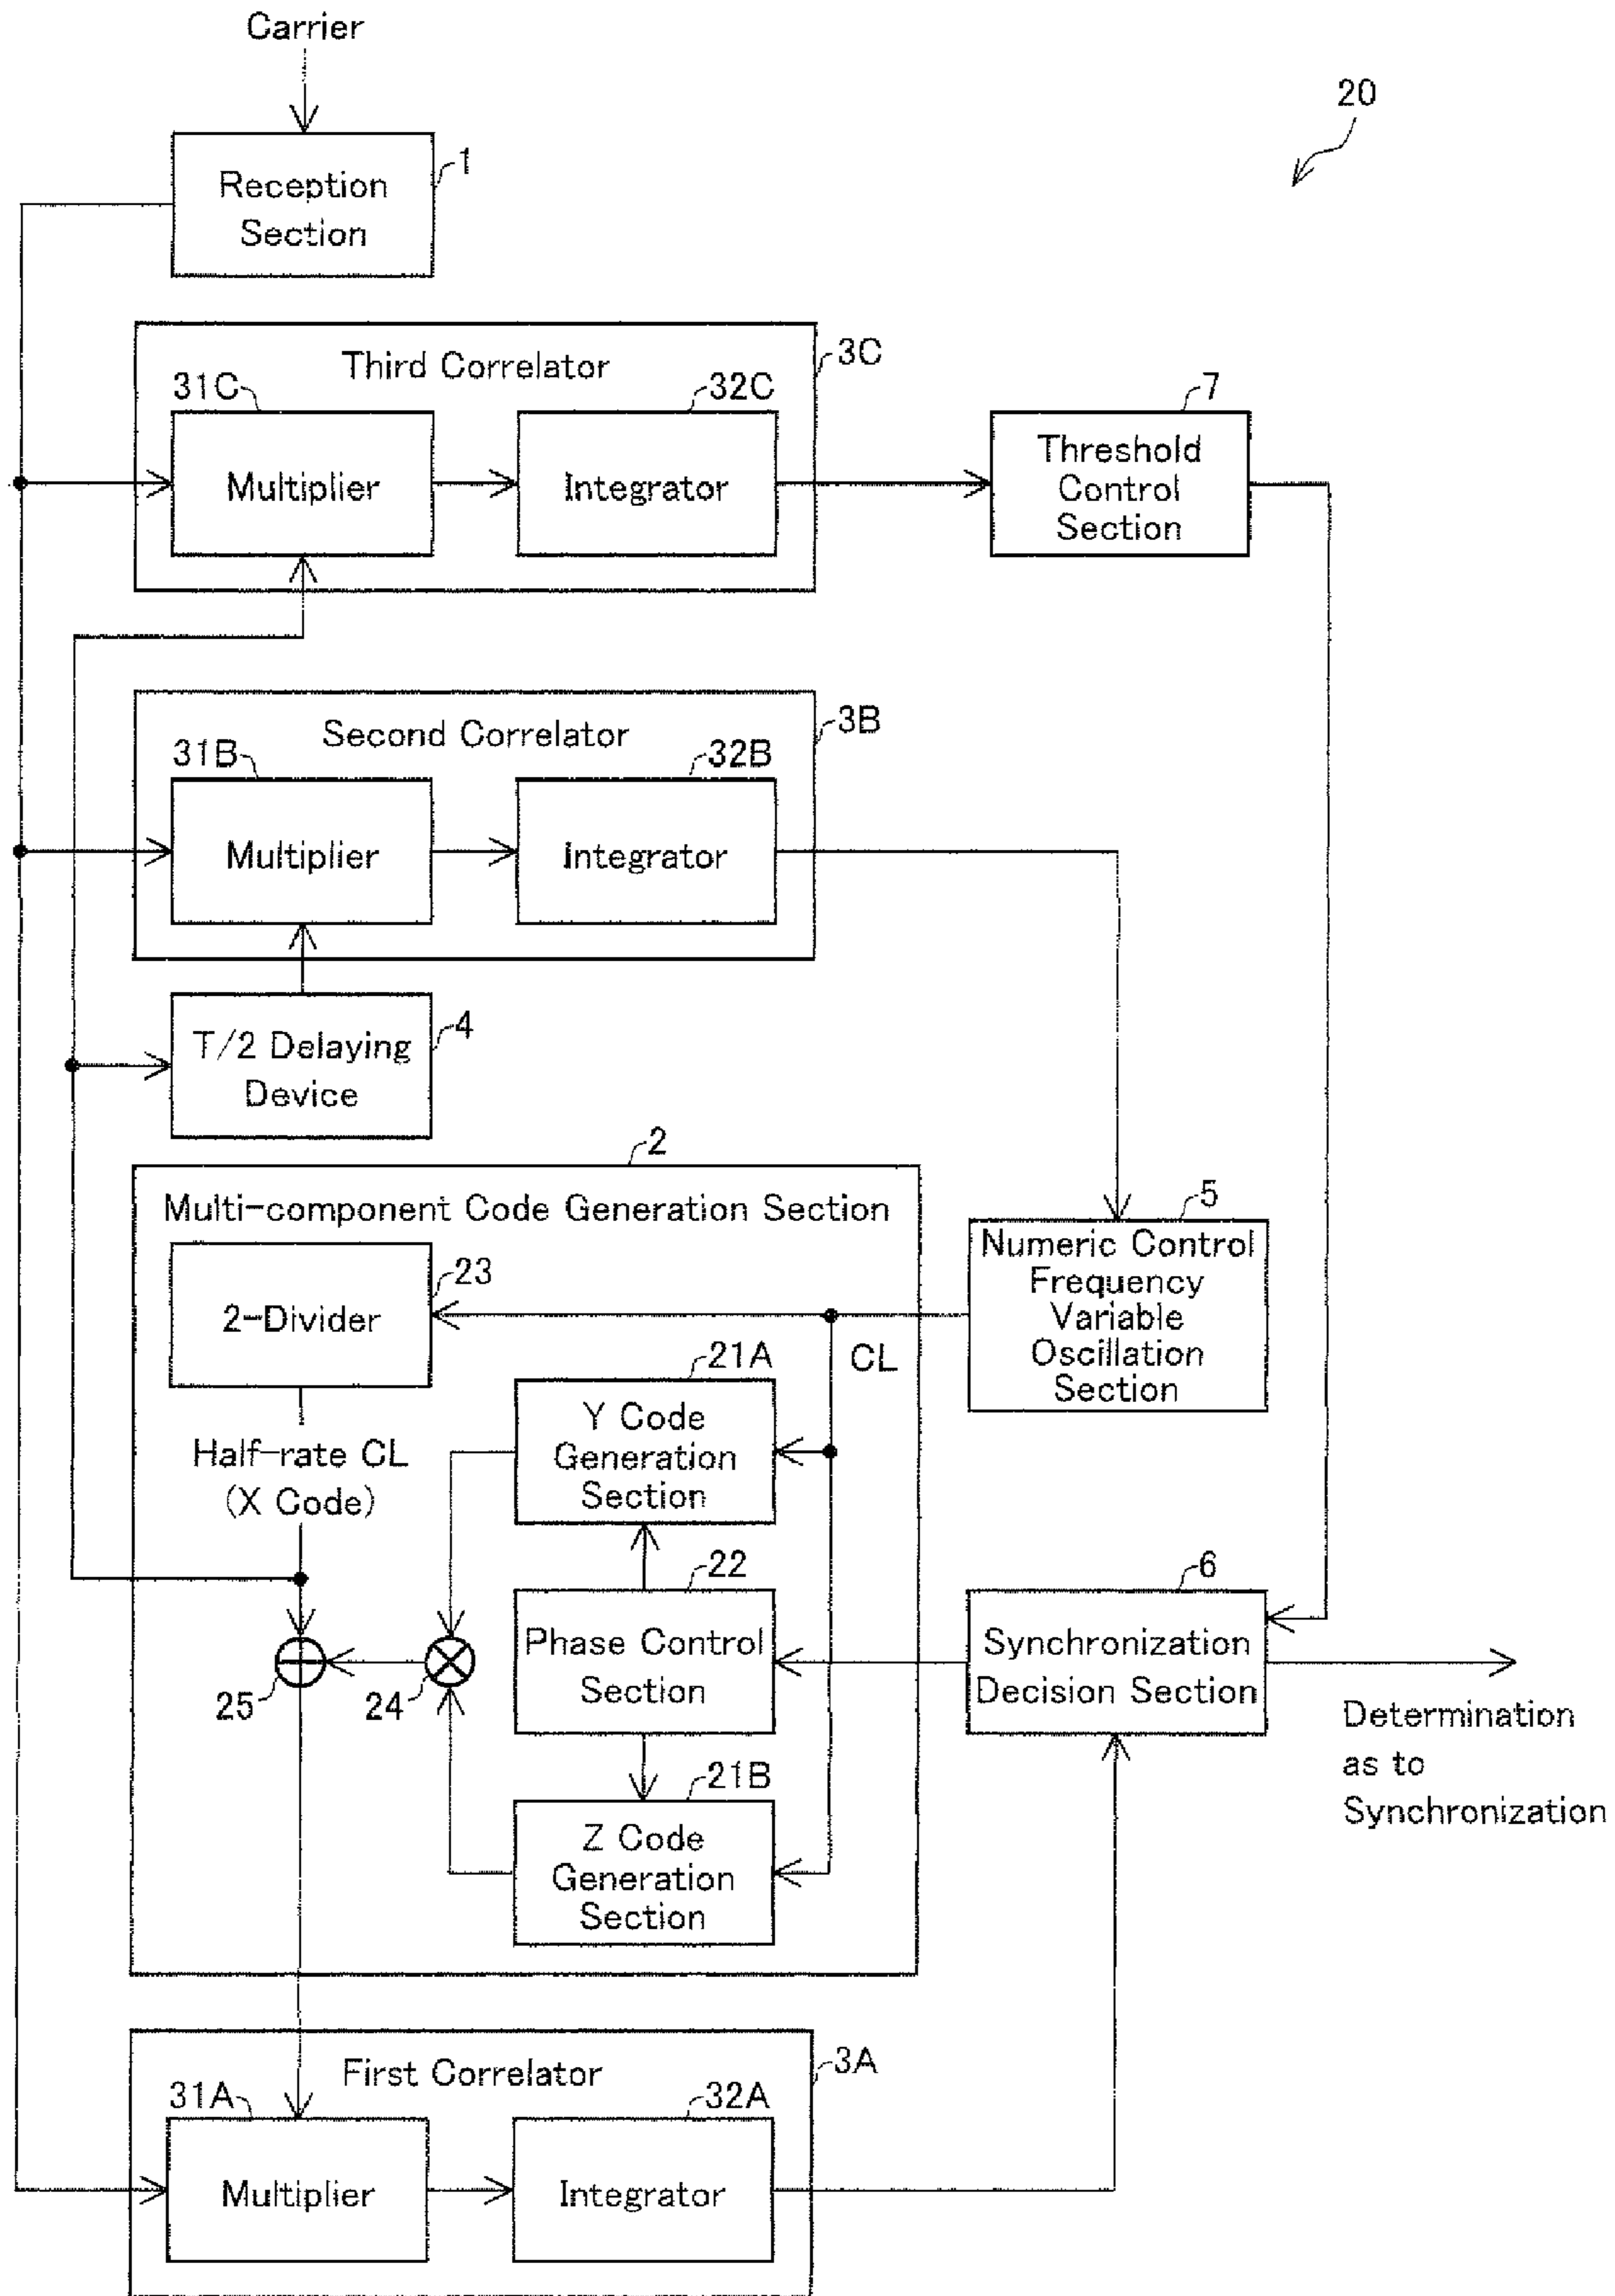 Carrier
20
1
Reception
Section
3C
Third Correlator
31C
32C
7
Multiplier
Integrator
Threshold
Control
Section
3B
Second Correlator
31B
32B
Multiplier
Integrator
4
T/2 Delaying
Device
2
Multi-component Code Generation Section
5
Numeric Control
Frequency
Variable
Oscillation
Section
23
2-Divider
CL
21A
Y Code
Generation
Section
Half-rate CL
(X Code)
22
Phase Control
Section
6
Synchronization
Decision Section
25
24
Determination
as to
Synchronization
21B
Z Code
Generation
Section
3A
First Correlator
31A
32A
Multiplier
Integrator